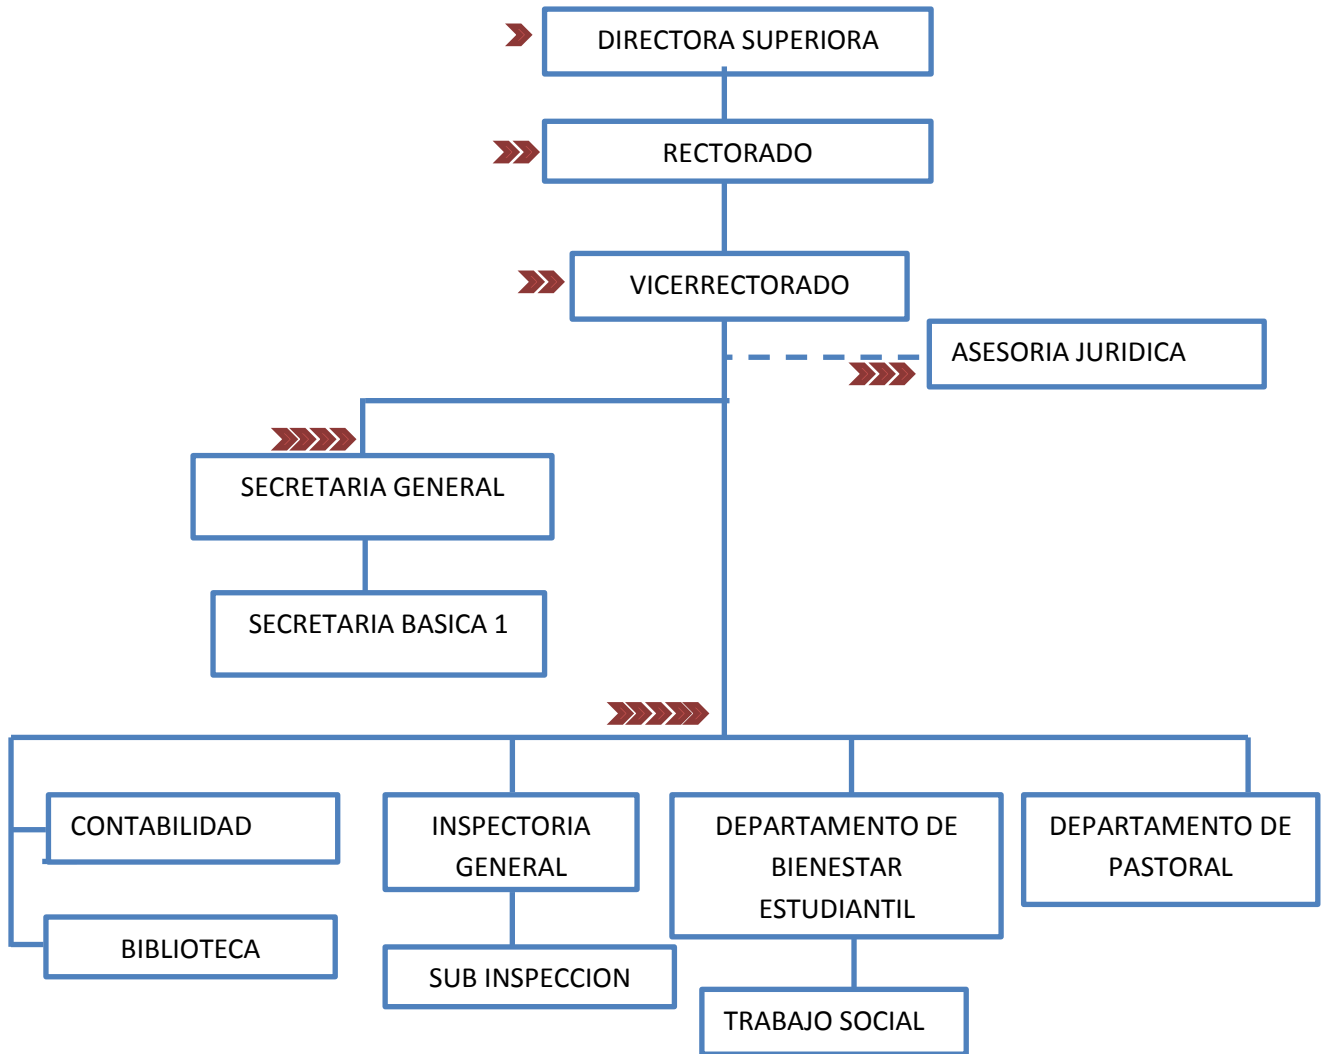 DIRECTORA SUPERIORA
RECTORADO
VICERRECTORADO
ASESORIA JURIDICA
SECRETARIA GENERAL
SECRETARIA BASICA 1
CONTABILIDAD
INSPECTORIA
GENERAL
DEPARTAMENTO DE
BIENESTAR
ESTUDIANTIL
DEPARTAMENTO DE
PASTORAL
BIBLIOTECA
SUB INSPECCION
TRABAJO SOCIAL